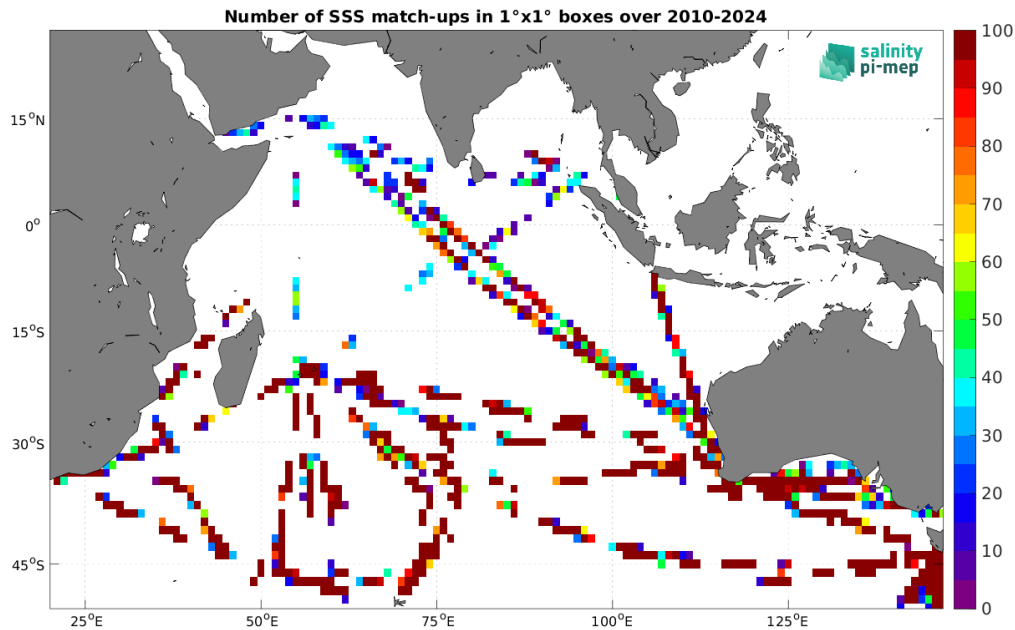 Number of SSS match-ups in 1°x1° boxes over 2010-2024
salinity
pi-mep
100
90
80
70
60
50
40
30
20
10
0
15°N
0°
15°S
30°S
45°S
25°E
50°E
75°E
100°E
125°E